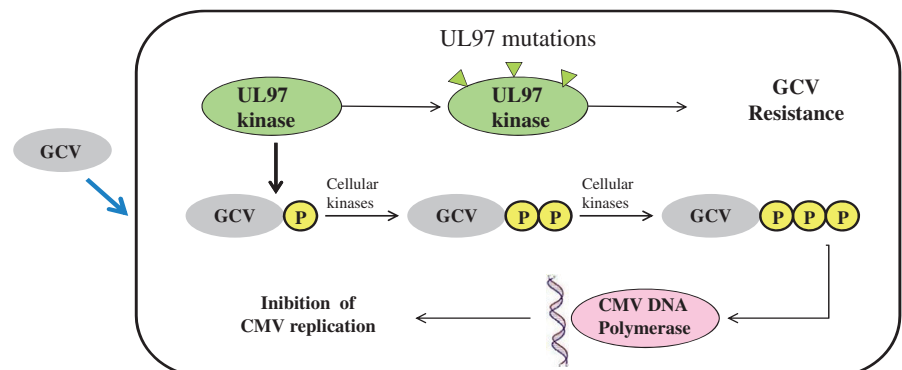 UL97 mutations
UL97
kinase
UL97
kinase
GCV
Resistance
GCV
GCV
P
Cellular
kinases
GCV
P P
Cellular
kinases
GCV
P P P
Inibition of
CMV replication
CMV DNA
Polymerase